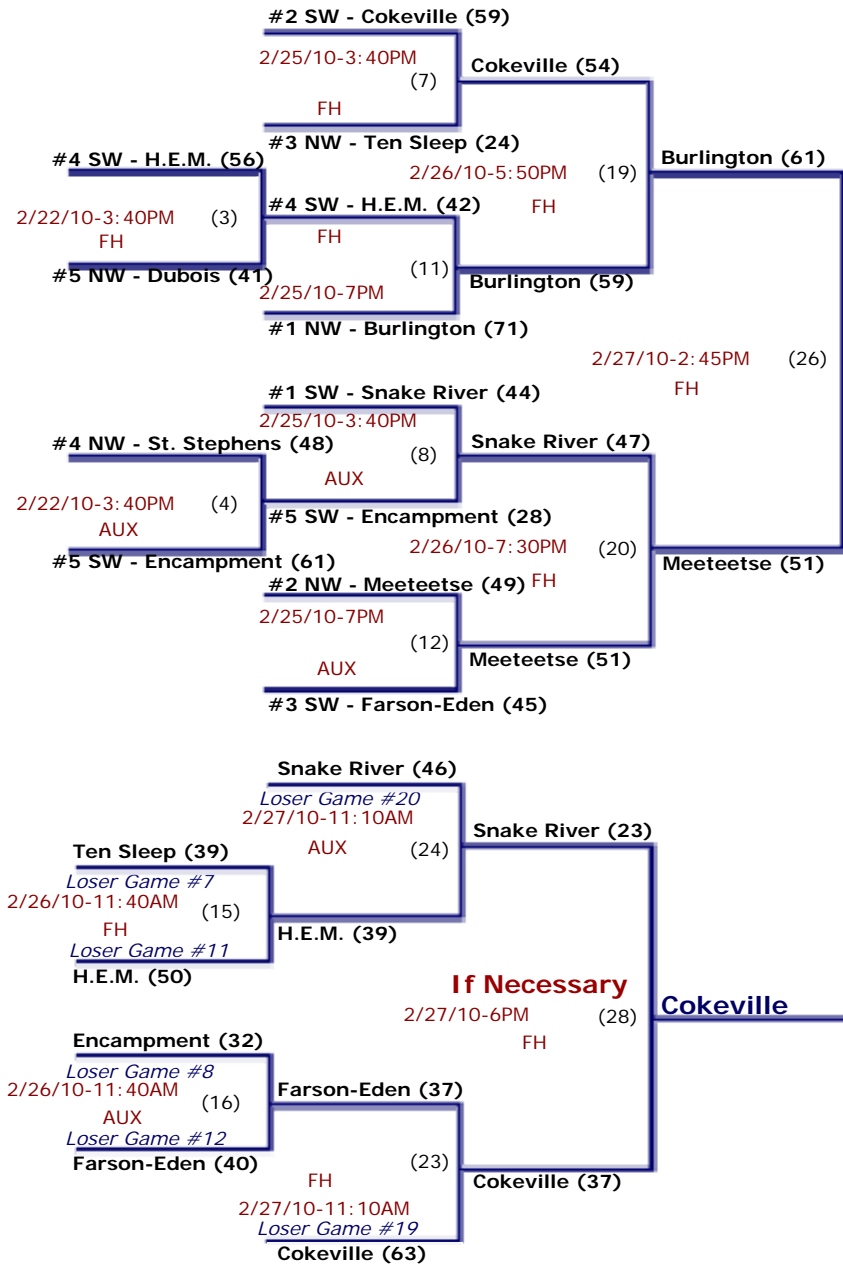 #2 SW - Cokeville (59)
2/25/10-3:40PM
Cokeville (54)
(7)
FH
#3 NW - Ten Sleep (24)
#4 SW - H.E.M. (56)
2/26/10-5:50PM
(19)
Burlington (61)
FH
2/22/10-3:40PM
(3)
FH
#4 SW - H.E.M. (42)
FH
#5 NW - Dubois (41)
(11)
Burlington (59)
2/25/10-7PM
#1 NW - Burlington (71)
2/27/10-2:45PM
(26)
FH
#1 SW - Snake River (44)
2/25/10-3:40PM
#4 NW - St. Stephens (48)
Snake River (47)
(8)
AUX
2/22/10-3:40PM
(4)
AUX
#5 SW - Encampment (28)
2/26/10-7:30PM
(20)
FH
#5 SW - Encampment (61)
Meeteetse (51)
#2 NW - Meeteetse (49)
2/25/10-7PM
(12)
Meeteetse (51)
AUX
#3 SW - Farson-Eden (45)
Snake River (46)
Loser Game #20
2/27/10-11:10AM
Snake River (23)
AUX
(24)
Ten Sleep (39)
Loser Game #7
2/26/10-11:40AM
(15)
FH
H.E.M. (39)
Loser Game #11
H.E.M. (50)
If Necessary
2/27/10-6PM
(28)
Cokeville
FH
Encampment (32)
Loser Game #8
2/26/10-11:40AM
(16)
AUX
Farson-Eden (37)
Loser Game #12
Farson-Eden (40)
(23)
FH
Cokeville (37)
2/27/10-11:10AM
Loser Game #19
Cokeville (63)